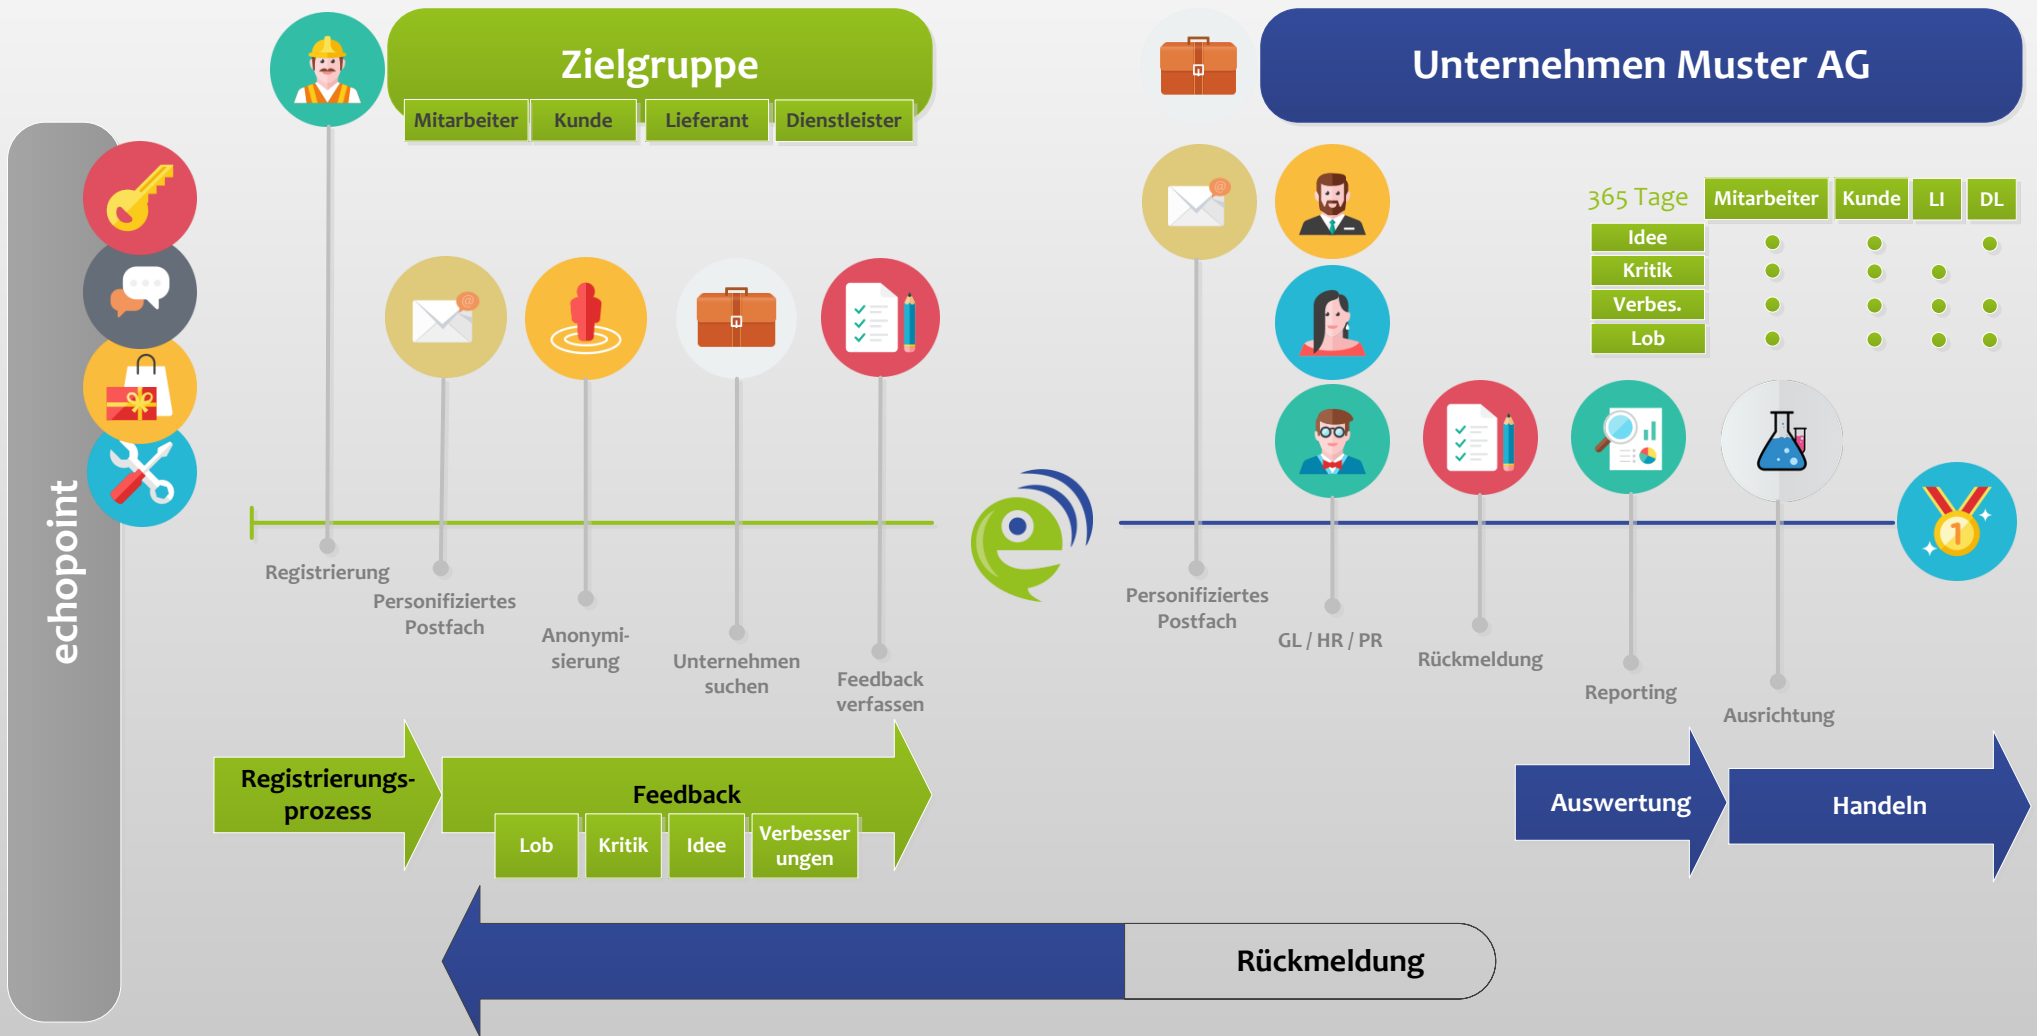 Zielgruppe
Mitarbeiter
Kunde
Lieferant
Dienstleister
Unternehmen Muster AG
echopoint
365 Tage
Mitarbeiter
Kunde
LI
DL
Idee
Kritik
Verbes.
Lob
Registrierung
Personifiziertes
Postfach
Anonymi-
sierung
Unternehmen
suchen
Feedback
verfassen
Personifiziertes
Postfach
GL / HR / PR
Rückmeldung
Reporting
Ausrichtung
1
Registrierungs-
prozess
Feedback
Lob
Kritik
Idee
Verbesser
ungen
Auswertung
Handeln
Rückmeldung